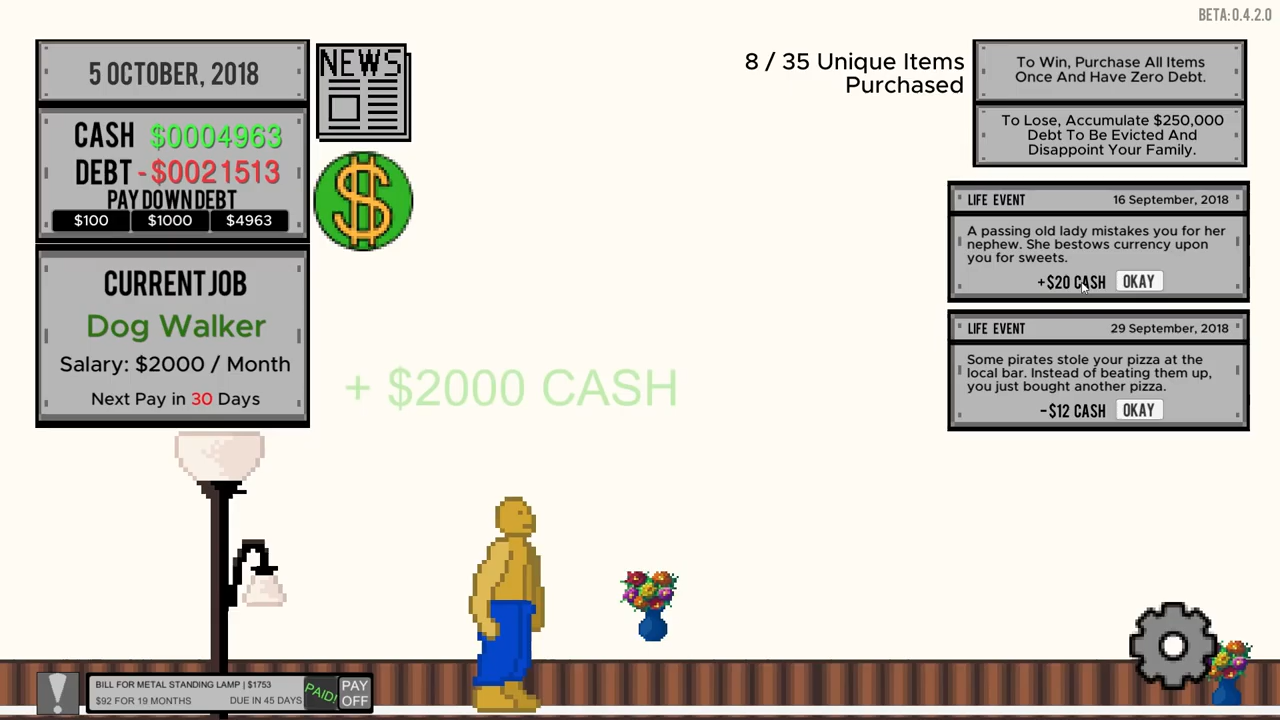 BETA:0.4.2.0
5 OCTOBER, 2018
NEWS
CASH $0004963
DEBT -$0021513
PAY DOWN DEBT
$100 $1000 $4963
CURRENT JOB
Dog Walker
Salary: $2000 / Month
Next Pay in 30 Days
8 / 35 Unique Items
Purchased
To Win, Purchase All Items
Once And Have Zero Debt.
To Lose, Accumulate $250,000
Debt To Be Evicted And
Disappoint Your Family.
LIFE EVENT 16 September, 2018
A passing old lady mistakes you for her
nephew. She bestows currency upon
you for sweets.
+$20 CASH OKAY
LIFE EVENT 29 September, 2018
Some pirates stole your pizza at the
local bar. Instead of beating them up,
you just bought another pizza.
-$12 CASH OKAY
+ $2000 CASH
BILL FOR METAL STANDING LAMP | $1753
$92 FOR 19 MONTHS DUE IN 45 DAYS
PAID!
PAY
OFF